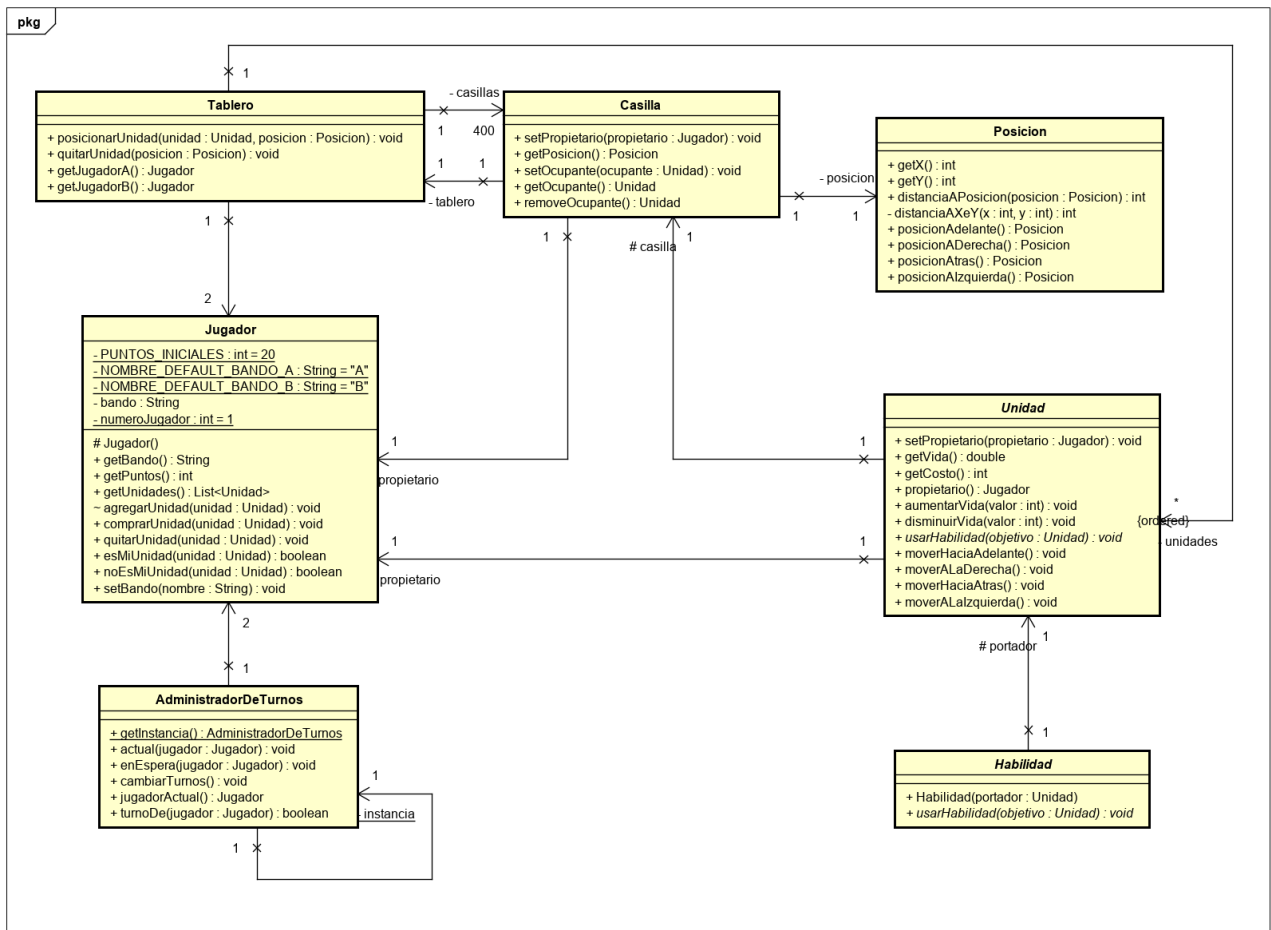 pkg
1
Tablero
+ posicionarUnidad(unidad : Unidad, posicion : Posicion) : void
+ quitarUnidad(posicion : Posicion) : void
+ getJugadorA() : Jugador
+ getJugadorB() : Jugador
- casillas
1
400
1
1
- tablero
Casilla
+ setPropietario(propietario : Jugador) : void
+ getPosicion() : Posicion
+ setOcupante(ocupante : Unidad) : void
+ getOcupante() : Unidad
+ removeOcupante() : Unidad
- posicion
1
1
Posicion
+ getX() : int
+ getY() : int
+ distanciaAPosicion(posicion : Posicion) : int
- distanciaAXeY(x : int, y : int) : int
+ posicionAdelante() : Posicion
+ posicionADerecha() : Posicion
+ posicionAtras() : Posicion
+ posicionAIzquierda() : Posicion
1
2
1
1
# casilla
Jugador
- PUNTOS_INICIALES : int = 20
- NOMBRE_DEFAULT_BANDO_A : String = "A"
- NOMBRE_DEFAULT_BANDO_B : String = "B"
- bando : String
- numeroJugador : int = 1
# Jugador()
+ getBando() : String
+ getPuntos() : int
+ getUnidades() : List<Unidad>
~ agregarUnidad(unidad : Unidad) : void
+ comprarUnidad(unidad : Unidad) : void
+ quitarUnidad(unidad : Unidad) : void
+ esMiUnidad(unidad : Unidad) : boolean
+ noEsMiUnidad(unidad : Unidad) : boolean
+ setBando(nombre : String) : void
1
propietario
1
propietario
1
1
Unidad
+ setPropietario(propietario : Jugador) : void
+ getVida() : double
+ getCosto() : int
+ propietario() : Jugador
+ aumentarVida(valor : int) : void
+ disminuirVida(valor : int) : void
+ usarHabilidad(objetivo : Unidad) : void
+ moverHaciaAdelante() : void
+ moverALaDerecha() : void
+ moverHaciaAtras() : void
+ moverALaIzquierda() : void
*
{ordered}
- unidades
2
1
# portador
1
1
AdministradorDeTurnos
+ getInstancia() : AdministradorDeTurnos
+ actual(jugador : Jugador) : void
+ enEspera(jugador : Jugador) : void
+ cambiarTurnos() : void
+ jugadorActual() : Jugador
+ turnoDe(jugador : Jugador) : boolean
1
- instancia
1
Habilidad
+ Habilidad(portador : Unidad)
+ usarHabilidad(objetivo : Unidad) : void